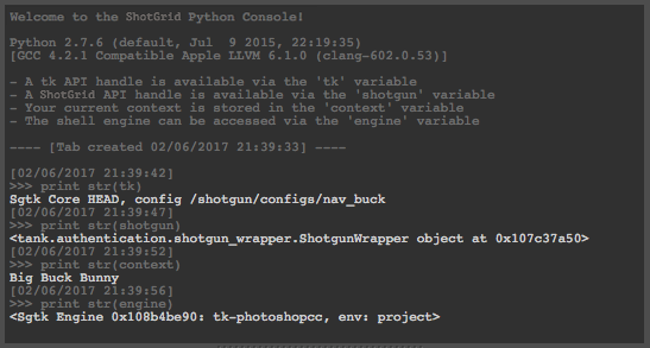 Welcome to the ShotGrid Python Console!
Python 2.7.6 (default, Jul  9 2015, 22:19:35)
[GCC 4.2.1 Compatible Apple LLVM 6.1.0 (clang-602.0.53)]
- A tk API handle is available via the 'tk' variable
- A ShotGrid API handle is available via the 'shotgun' variable
- Your current context is stored in the 'context' variable
- The shell engine can be accessed via the 'engine' variable
---- [Tab created 02/06/2017 21:39:33] ----
[02/06/2017 21:39:42]
>>> print str(tk)
Sgtk Core HEAD, config /shotgun/configs/nav_buck
[02/06/2017 21:39:47]
>>> print str(shotgun)
<tank.authentication.shotgun_wrapper.ShotgunWrapper object at 0x107c37a50>
[02/06/2017 21:39:52]
>>> print str(context)
Big Buck Bunny
[02/06/2017 21:39:56]
>>> print str(engine)
<Sgtk Engine 0x108b4be90: tk-photoshopcc, env: project>